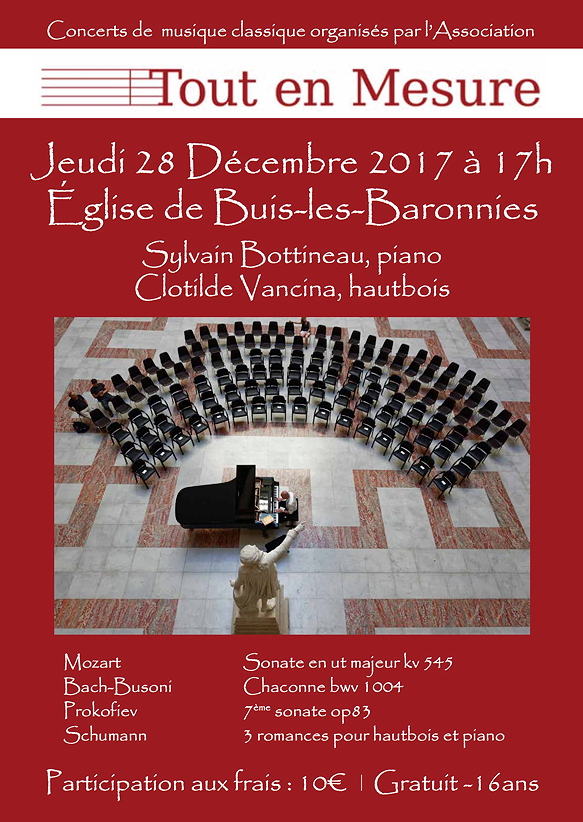 Concerts de musique classique organisés par l'Association
Tout en Mesure
Jeudi 28 Décembre 2017 à 17h
Église de Buis-les-Baronnies
Sylvain Bottineau, piano
Clotilde Vancina, hautbois
Mozart Sonate en ut majeur kv 545
Bach-Busoni Chaconne bwv 1004
Prokofiev 7ème sonate op83
Schumann 3 romances pour hautbois et piano
Participation aux frais : 10€ | Gratuit -16ans